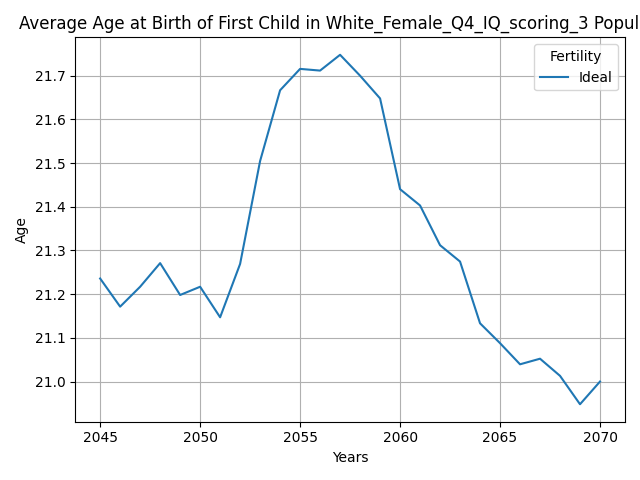 Average Age at Birth of First Child in White_Female_Q4_IQ_scoring_3 Popul
Fertility
Ideal
Age
21.7
21.6
21.5
21.4
21.3
21.2
21.1
21.0
2045 2050 2055 2060 2065 2070
Years